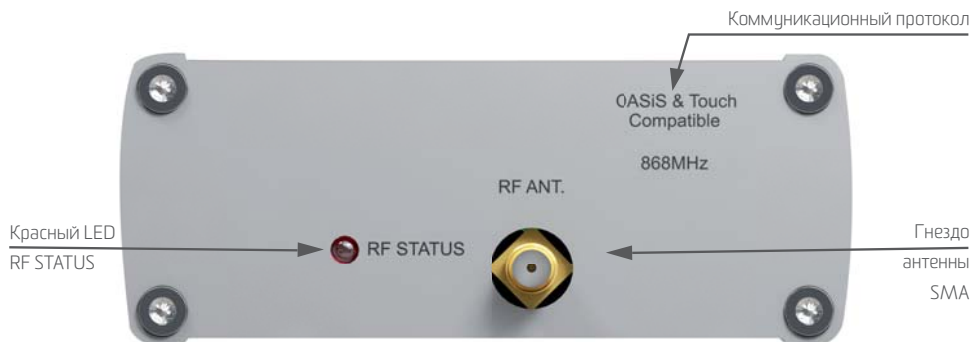 Коммуникационный протокол
0ASiS & Touch
Compatible
868MHz
RF ANT.
Красный LED
RF STATUS
RF STATUS
Гнездо
антенны
SMA